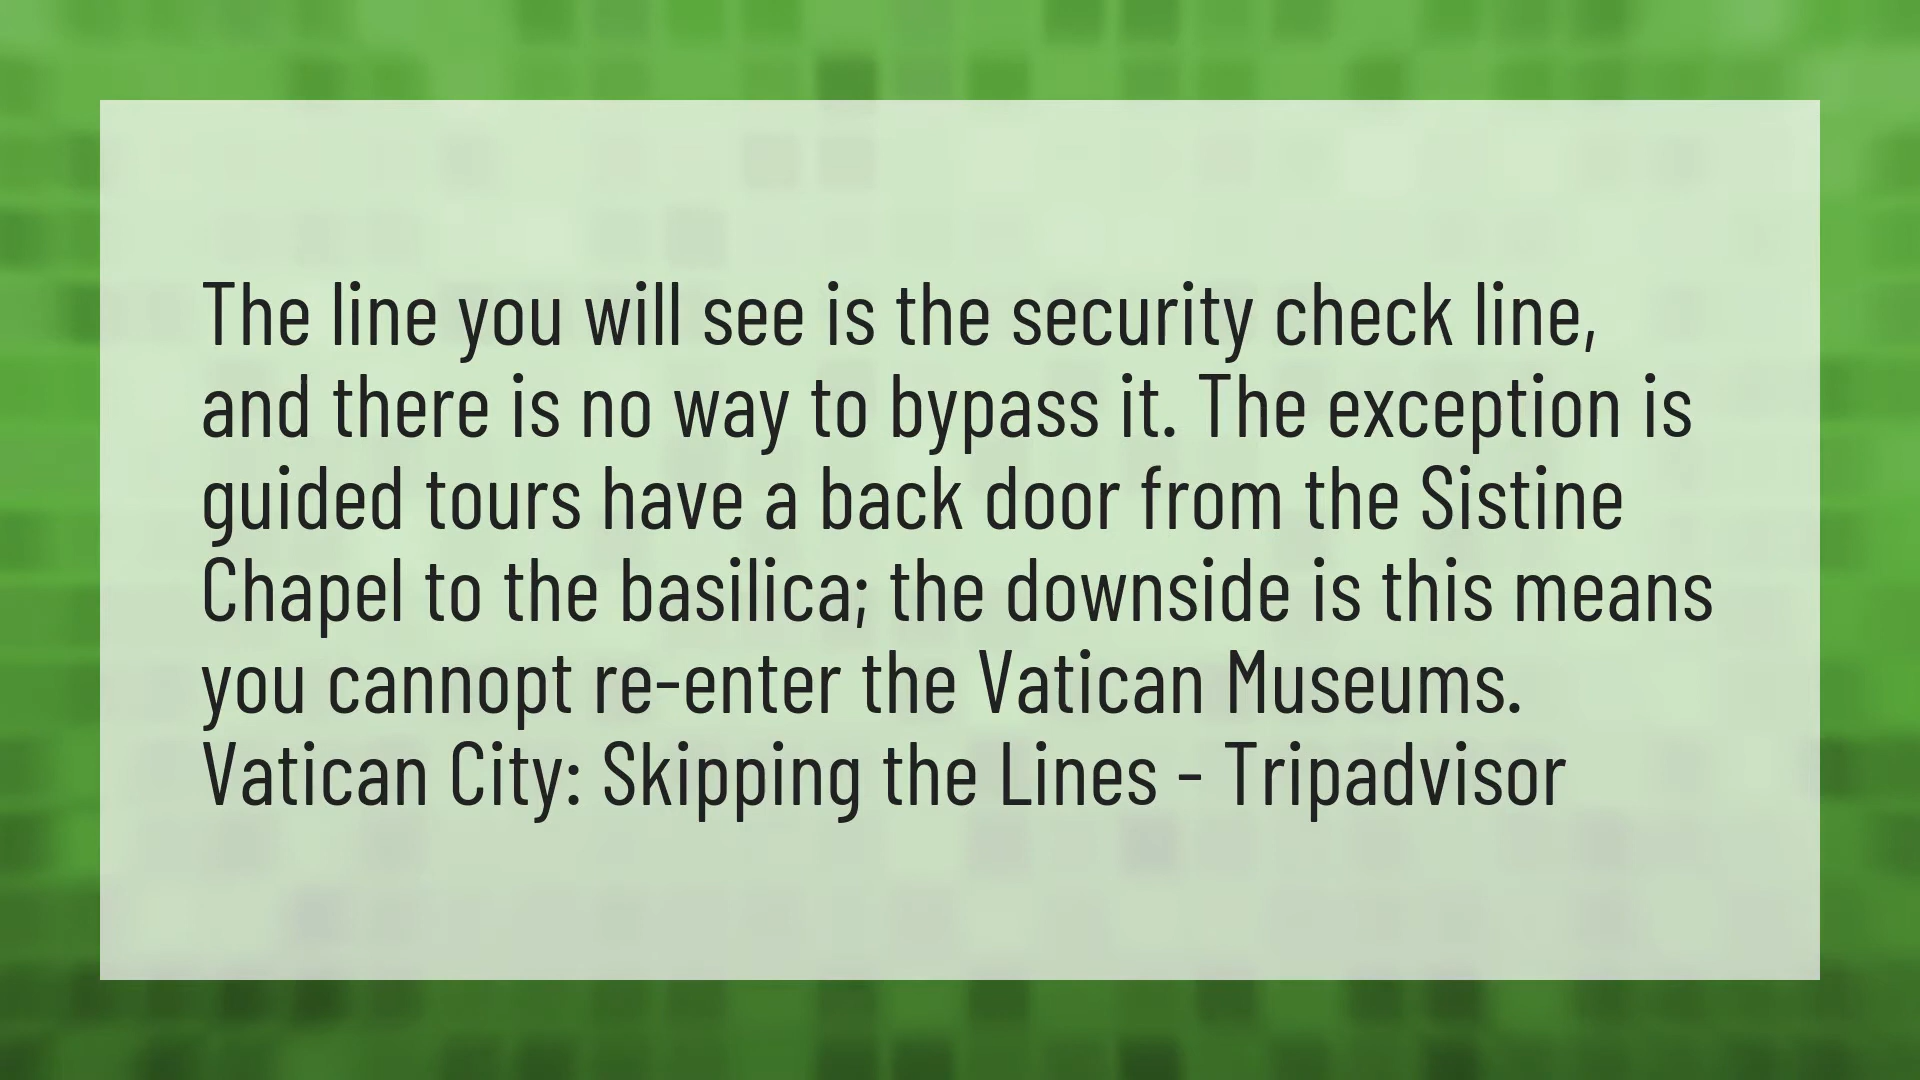 The line you will see is the security check line,
and there is no way to bypass it. The exception is
guided tours have a back door from the Sistine
Chapel to the basilica; the downside is this means
you cannopt re-enter the Vatican Museums.
Vatican City: Skipping the Lines - Tripadvisor